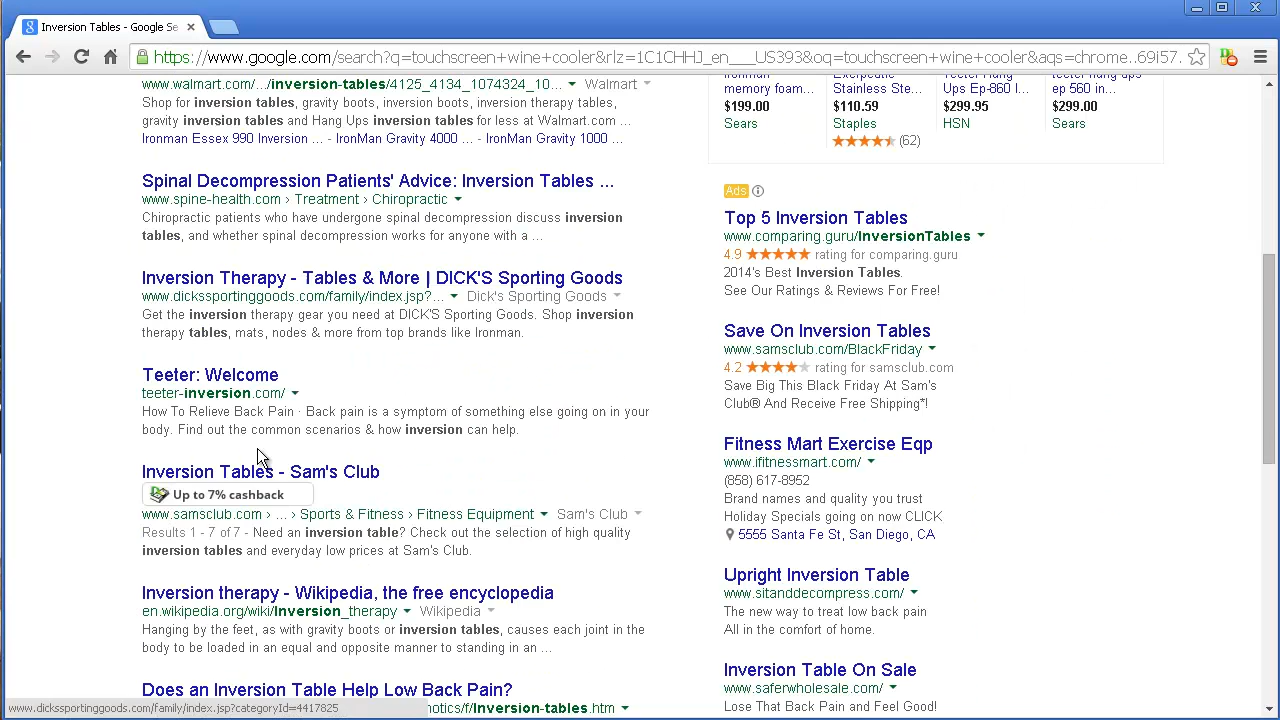 Inversion Tables - Google Se
https://www.google.com/search?q=touchscreen+wine+cooler&rlz=1C1CHHJ_en___US383&oq=touchscreen+wine+cooler&aqs=chrome..69i57.
www.walmart.com/.../inversion-tables/4125_4134_1074324_10... Walmart
Shop for inversion tables, gravity boots, inversion boots, inversion therapy tables,
gravity inversion tables and Hang Ups inversion tables for less at Walmart.com ...
Ironman Essex 990 Inversion ... - IronMan Gravity 4000 ... - IronMan Gravity 1000 ...
Spinal Decompression Patients' Advice: Inversion Tables ...
www.spine-health.com › Treatment › Chiropractic
Chiropractic patients who have undergone spinal decompression discuss inversion
tables, and whether spinal decompression works for anyone with a ...
Inversion Therapy - Tables & More | DICK'S Sporting Goods
www.dickssportinggoods.com/family/index.jsp?... Dick's Sporting Goods
Get the inversion therapy gear you need at DICK'S Sporting Goods. Shop inversion
therapy tables, mats, nodes & more from top brands like Ironman.
Teeter: Welcome
teeter-inversion.com/
How To Relieve Back Pain · Back pain is a symptom of something else going on in your
body. Find out the common scenarios & how inversion can help.
Inversion Tables - Sam's Club
Up to 7% cashback
www.samsclub.com › ... › Sports & Fitness › Fitness Equipment Sam's Club
Results 1 - 7 of 7 - Need an inversion table? Check out the selection of high quality
inversion tables and everyday low prices at Sam's Club.
Inversion therapy - Wikipedia, the free encyclopedia
en.wikipedia.org/wiki/Inversion_therapy Wikipedia
Hanging by the feet, as with gravity boots or inversion tables, causes each joint in the
body to be loaded in an equal and opposite manner to standing in an ...
Does an Inversion Table Help Low Back Pain?
notics/f/Inversion-tables.htm
www.dickssportinggoods.com/family/index.jsp?categoryId=4417825
Ironman Exerpeutic Teeter Hang teeter hang ups
memory foam... Stainless Ste... Ups Ep-860 l... ep 560 in...
$199.00 $110.59 $299.95 $299.00
Sears Staples HSN Sears
(62)
Ads
Top 5 Inversion Tables
www.comparing.guru/InversionTables
4.9 ★★★★★ rating for comparing.guru
2014's Best Inversion Tables.
See Our Ratings & Reviews For Free!
Save On Inversion Tables
www.samsclub.com/BlackFriday
4.2 ★★★★★ rating for samsclub.com
Save Big This Black Friday At Sam's
Club® And Receive Free Shipping*!
Fitness Mart Exercise Eqp
www.ifitnessmart.com/
(858) 617-8952
Brand names and quality you trust
Holiday Specials going on now CLICK
5555 Santa Fe St, San Diego, CA
Upright Inversion Table
www.sitanddecompress.com/
The new way to treat low back pain
All in the comfort of home.
Inversion Table On Sale
www.saferwholesale.com/
Lose That Back Pain and Feel Good!